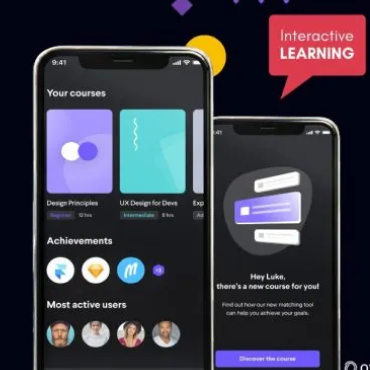 Interactive
LEARNING
9:41
Your courses
Design Principles
UX Design for Devs
Exp
Beginner 12 hrs
Intermediate 8 hrs
Ad
Achievements
Most active users
:41
Hey Luke,
there's a new course for you!
Find out how our new matching tool
can help you achieve your goals.
Discover the course